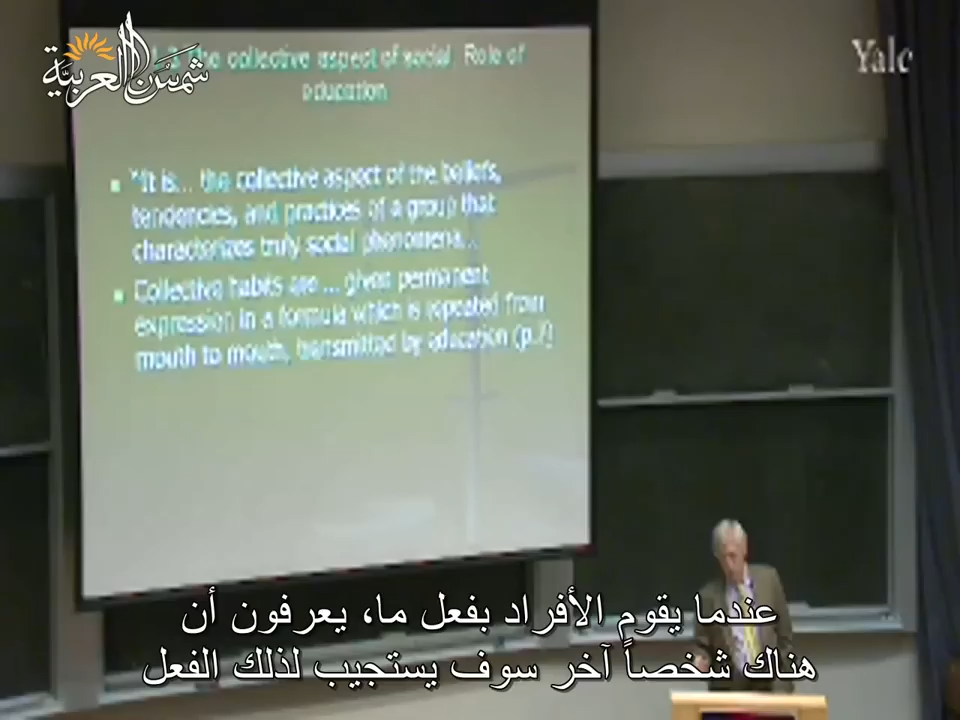 شمس العربية
Yale
the collective aspect of social. Role of
education
"It is... the collective aspect of the beliefs,
tendencies, and practices of a group that
characterizes truly social phenomena...
Collective habits are ... given permanent
expression in a formula which is repeated from
mouth to mouth, transmitted by education (p.7)
عندما يقوم الأفراد بفعل ما، يعرفون أن
هناك شخصاً آخر سوف يستجيب لذلك الفعل